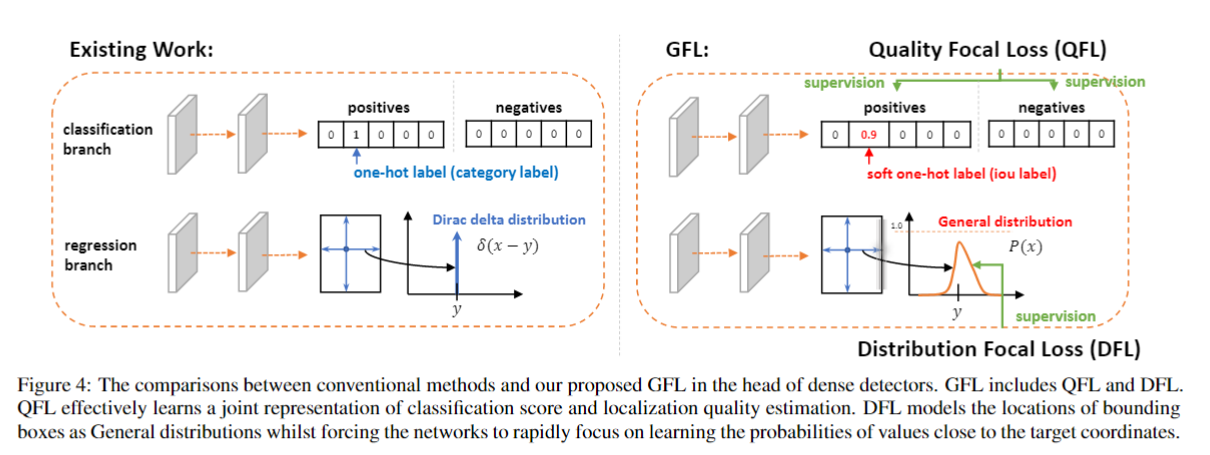 Existing Work:
GFL:
Quality Focal Loss (QFL)
supervision
supervision
classification
branch
positives
negatives
0 1 0 0 0
0 0 0 0 0
one-hot label (category label)
positives
negatives
0 0.9 0 0 0
0 0 0 0 0
soft one-hot label (iou label)
regression
branch
Dirac delta distribution
δ(x − y)
y
1.0
General distribution
P(x)
y
supervision
Distribution Focal Loss (DFL)
Figure 4: The comparisons between conventional methods and our proposed GFL in the head of dense detectors. GFL includes QFL and DFL.
QFL effectively learns a joint representation of classification score and localization quality estimation. DFL models the locations of bounding
boxes as General distributions whilst forcing the networks to rapidly focus on learning the probabilities of values close to the target coordinates.